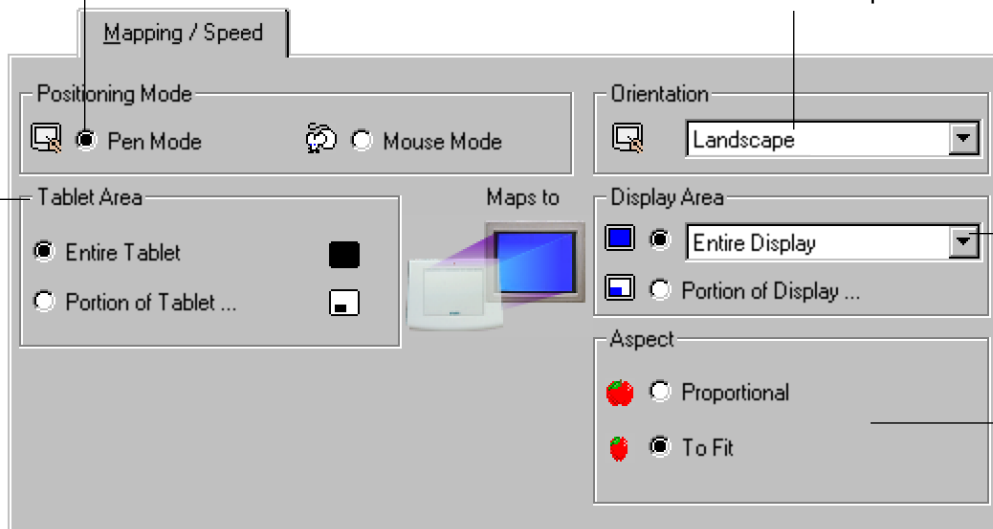 Mapping / Speed
Positioning Mode
Pen Mode
Mouse Mode
Orientation
Landscape
Tablet Area
Entire Tablet
Portion of Tablet ...
Maps to
Display Area
Entire Display
Portion of Display ...
Aspect
Proportional
To Fit